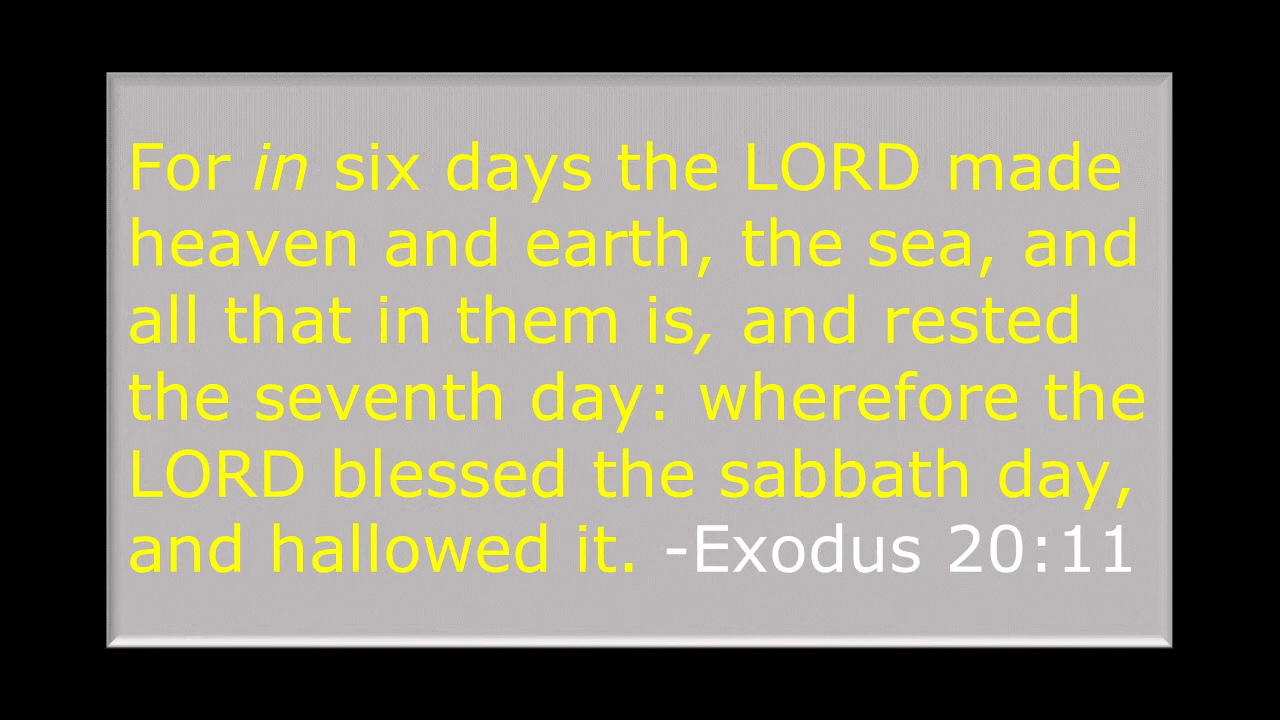 For in six days the LORD made
heaven and earth, the sea, and
all that in them is, and rested
the seventh day: wherefore the
LORD blessed the sabbath day,
and hallowed it. -Exodus 20:11